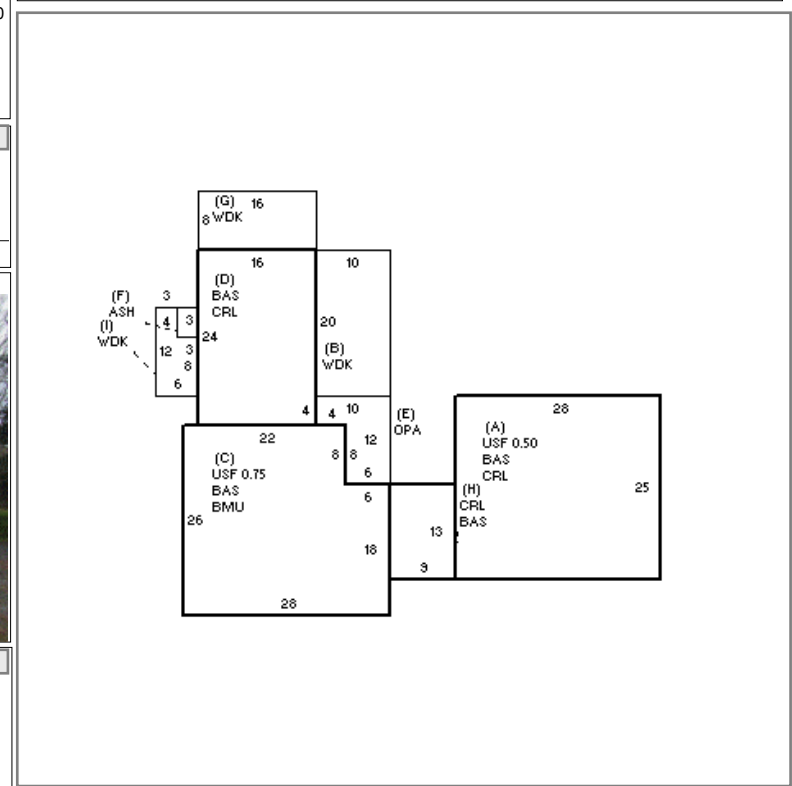 (G) 16
8 WDK
16
10
(D)
BAS
CRL
(F) 3
ASH
(I)
WDK
4 3
12 3
8
6
24
20
(B)
WDK
4 4 10
(E)
OPA
12
8 8
6
22
(C)
USF 0.75
BAS
BMU
26
6
18
28
28
(A)
USF 0.50
BAS
CRL
25
(H)
CRL
BAS
13
9